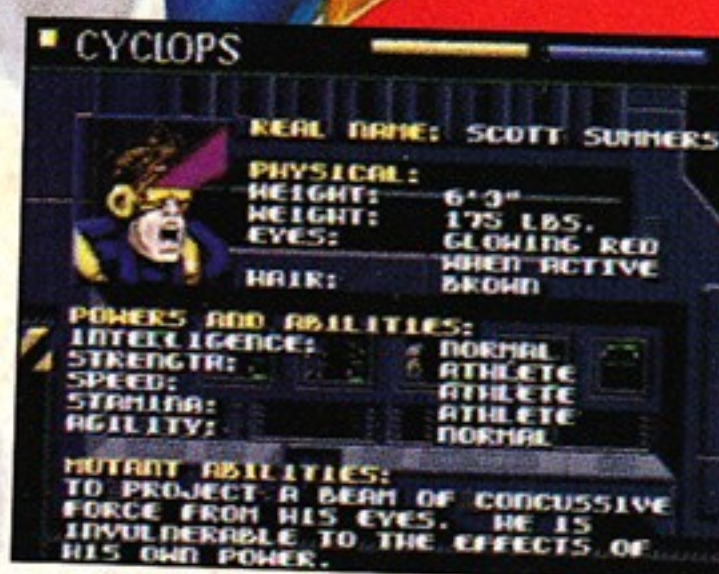 CYCLOPS
REAL NAME: SCOTT SUMMERS
PHYSICAL:
HEIGHT: 6'3"
WEIGHT: 175 LBS.
EYES: GLOWING RED
WHEN ACTIVE
HAIR: BROWN
POWERS AND ABILITIES:
INTELLIGENCE: NORMAL
STRENGTH: ATHLETE
SPEED: ATHLETE
STAMINA: ATHLETE
AGILITY: NORMAL
MUTANT ABILITIES:
TO PROJECT A BEAM OF CONCUSSIVE
FORCE FROM HIS EYES. HE IS
INVULNERABLE TO THE EFFECTS OF
HIS OWN POWER.